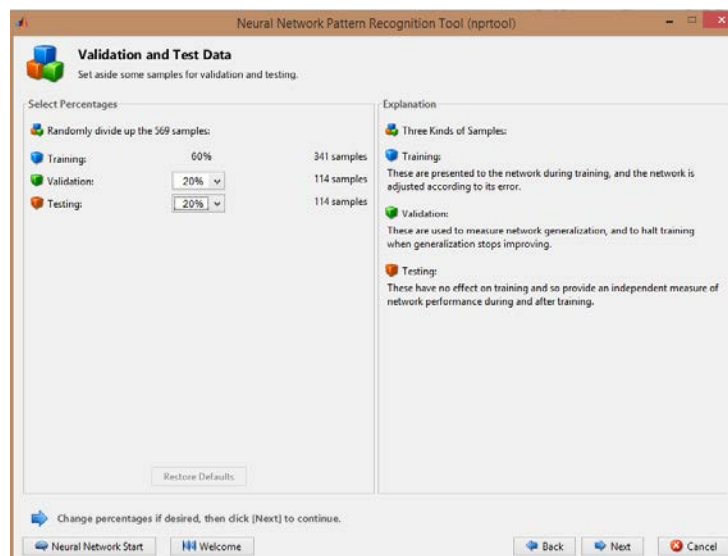 Neural Network Pattern Recognition Tool (nprtool)
Validation and Test Data
Set aside some samples for validation and testing.
Select Percentages
Randomly divide up the 569 samples:
Training: 60% 341 samples
Validation: 20% 114 samples
Testing: 20% 114 samples
Restore Defaults
Explanation
Three Kinds of Samples:
Training:
These are presented to the network during training, and the network is
adjusted according to its error.
Validation:
These are used to measure network generalization, and to halt training
when generalization stops improving.
Testing:
These have no effect on training and so provide an independent measure of
network performance during and after training.
Change percentages if desired, then click [Next] to continue.
Neural Network Start
Welcome
Back
Next
Cancel